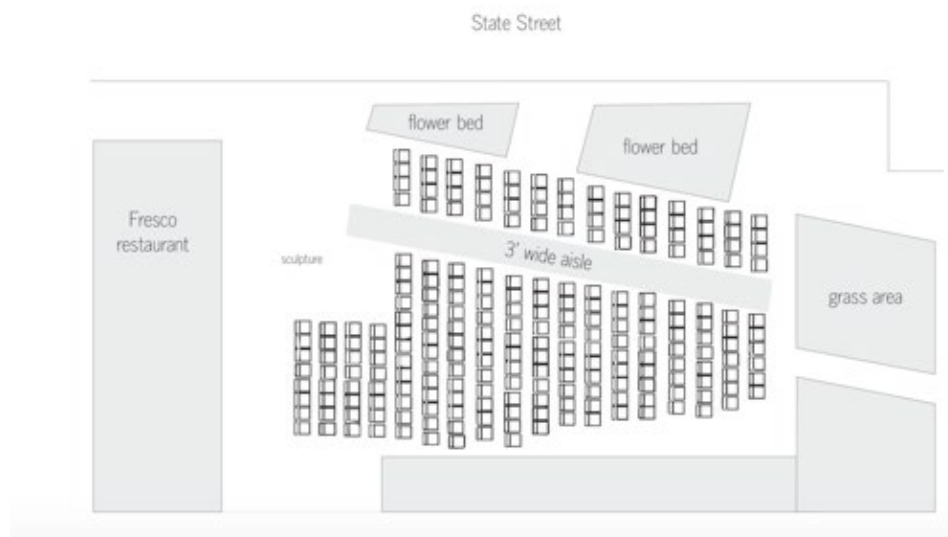 State Street
flower bed
flower bed
Fresco
restaurant
sculpture
3' wide aisle
grass area